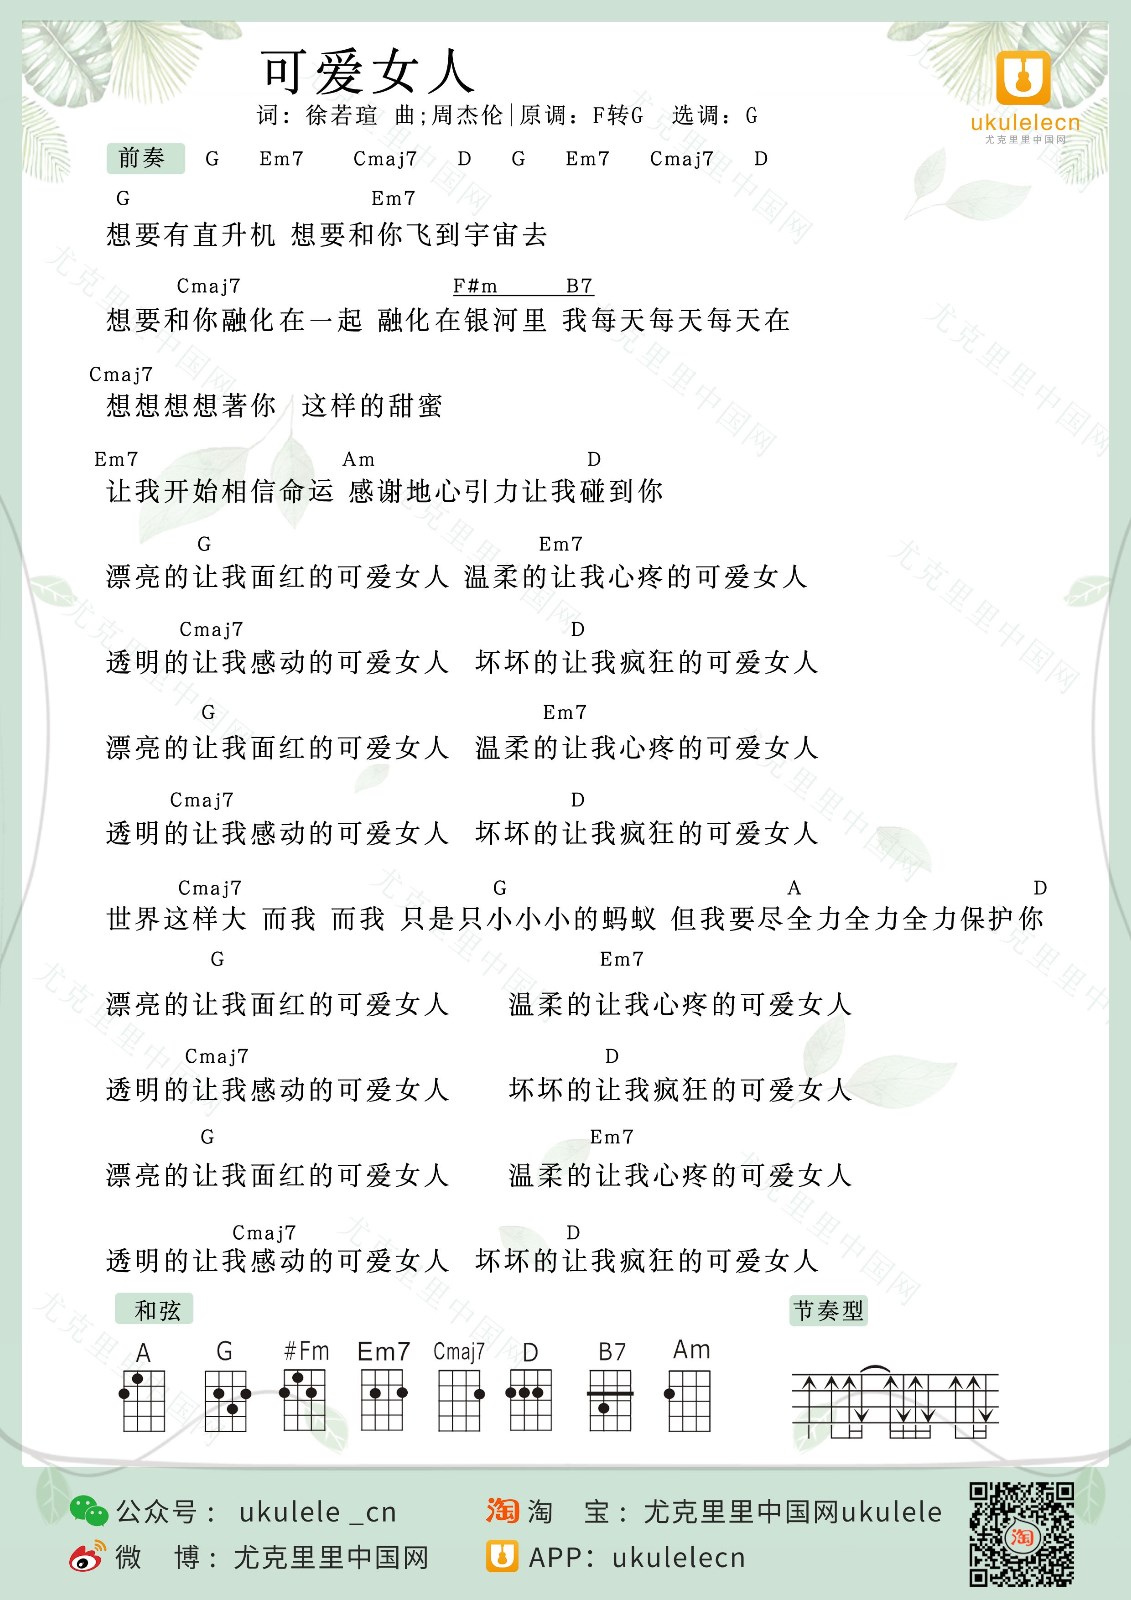 可爱女人
词：徐若瑄 曲;周杰伦|原调：F转G 选调：G
ukulelecn
尤克里里中国网
前奏 G Em7 Cmaj7 D G Em7 Cmaj7 D
G Em7
想要有直升机 想要和你飞到宇宙去
Cmaj7 F#m B7
想要和你融化在一起 融化在银河里 我每天每天每天在
Cmaj7
想想想想著你 这样的甜蜜
Em7 Am D
让我开始相信命运 感谢地心引力让我碰到你
G Em7
漂亮的让我面红的可爱女人 温柔的让我心疼的可爱女人
Cmaj7 D
透明的让我感动的可爱女人 坏坏的让我疯狂的可爱女人
G Em7
漂亮的让我面红的可爱女人 温柔的让我心疼的可爱女人
Cmaj7 D
透明的让我感动的可爱女人 坏坏的让我疯狂的可爱女人
Cmaj7 G A D
世界这样大 而我 而我 只是只小小小的蚂蚁 但我要尽全力全力全力保护你
G Em7
漂亮的让我面红的可爱女人 温柔的让我心疼的可爱女人
Cmaj7 D
透明的让我感动的可爱女人 坏坏的让我疯狂的可爱女人
G Em7
漂亮的让我面红的可爱女人 温柔的让我心疼的可爱女人
Cmaj7 D
透明的让我感动的可爱女人 坏坏的让我疯狂的可爱女人
和弦 节奏型
A G #Fm Em7 Cmaj7 D B7 Am
公众号： ukulele _cn 淘 淘 宝：尤克里里中国网ukulele
微 博：尤克里里中国网 APP：ukulelecn
淘